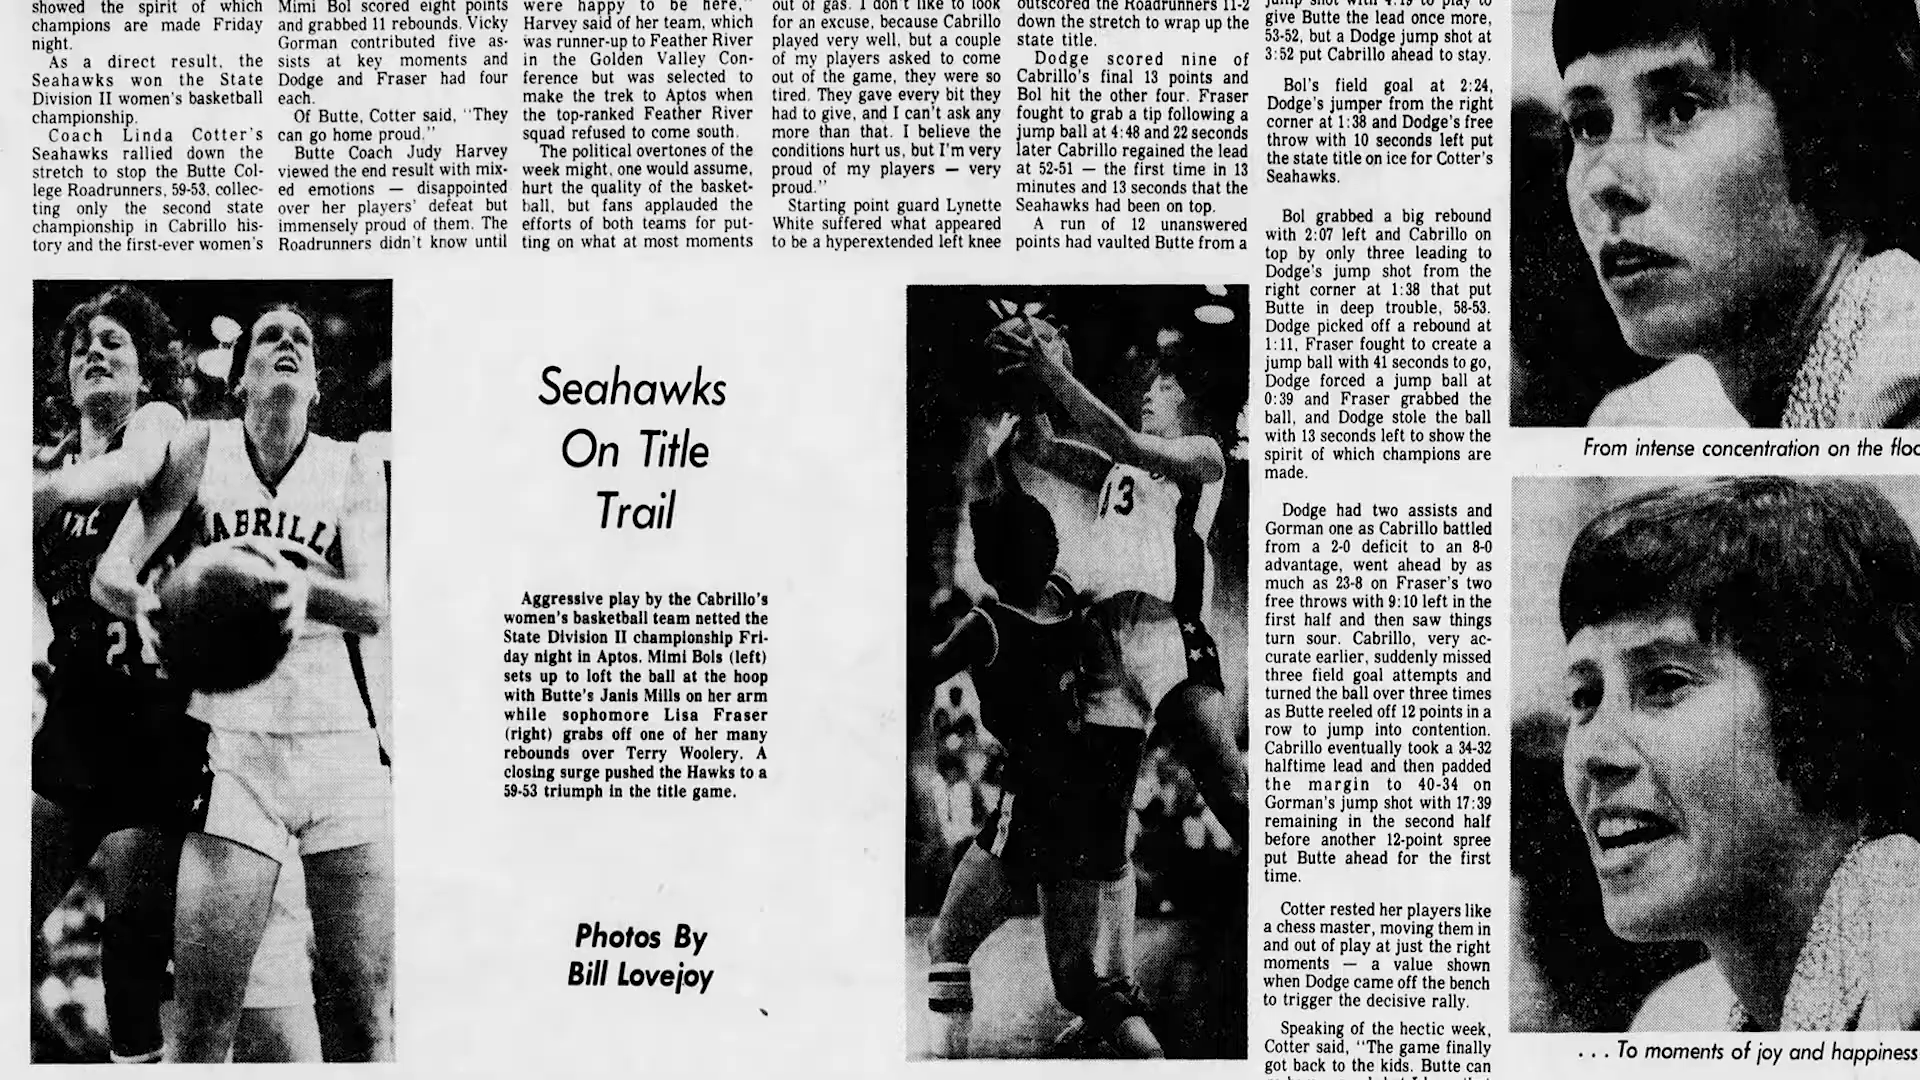 showed the spirit of which
champions are made Friday
night.
As a direct result, the
Seahawks won the State
Division II women's basketball
championship.
Coach Linda Cotter's
Seahawks rallied down the
stretch to stop the Butte Col-
lege Roadrunners, 59-53, collec-
ting only the second state
championship in Cabrillo his-
tory and the first-ever women's
Mimi Bol scored eight points
and grabbed 11 rebounds. Vicky
Gorman contributed five as-
sists at key moments and
Dodge and Fraser had four
each.
Of Butte, Cotter said, "They
can go home proud."
Butte Coach Judy Harvey
viewed the end result with mix-
ed emotions — disappointed
over her players' defeat but
immensely proud of them. The
Roadrunners didn't know until
were happy to be here,"
Harvey said of her team, which
was runner-up to Feather River
in the Golden Valley Con-
ference but was selected to
make the trek to Aptos when
the top-ranked Feather River
squad refused to come south.
The political overtones of the
week might, one would assume,
hurt the quality of the basket-
ball, but fans applauded the
efforts of both teams for put-
ting on what at most moments
out of gas. I don't like to look
for an excuse, because Cabrillo
played very well, but a couple
of my players asked to come
out of the game, they were so
tired. They gave every bit they
had to give, and I can't ask any
more than that. I believe the
conditions hurt us, but I'm very
proud of my players — very
proud."
Starting point guard Lynette
White suffered what appeared
to be a hyperextended left knee
outscored the Roadrunners 11-2
down the stretch to wrap up the
state title.
Dodge scored nine of
Cabrillo's final 13 points and
Bol hit the other four. Fraser
fought to grab a tip following a
jump ball at 4:48 and 22 seconds
later Cabrillo regained the lead
at 52-51 — the first time in 13
minutes and 13 seconds that the
Seahawks had been on top.
A run of 12 unanswered
points had vaulted Butte from a
jump shot with 4:19 to play to
give Butte the lead once more,
53-52, but a Dodge jump shot at
3:52 put Cabrillo ahead to stay.
Bol's field goal at 2:24,
Dodge's jumper from the right
corner at 1:38 and Dodge's free
throw with 10 seconds left put
the state title on ice for Cotter's
Seahawks.
Bol grabbed a big rebound
with 2:07 left and Cabrillo on
top by only three leading to
Dodge's jump shot from the
right corner at 1:38 that put
Butte in deep trouble, 58-53.
Dodge picked off a rebound at
1:11, Fraser fought to create a
jump ball with 41 seconds to go,
Dodge forced a jump ball at
0:39 and Fraser grabbed the
ball, and Dodge stole the ball
with 13 seconds left to show the
spirit of which champions are
made.
Dodge had two assists and
Gorman one as Cabrillo battled
from a 2-0 deficit to an 8-0
advantage, went ahead by as
much as 23-8 on Fraser's two
free throws with 9:10 left in the
first half and then saw things
turn sour. Cabrillo, very ac-
curate earlier, suddenly missed
three field goal attempts and
turned the ball over three times
as Butte reeled off 12 points in a
row to jump into contention.
Cabrillo eventually took a 34-32
halftime lead and then padded
the margin to 40-34 on
Gorman's jump shot with 17:39
remaining in the second half
before another 12-point spree
put Butte ahead for the first
time.
Cotter rested her players like
a chess master, moving them in
and out of play at just the right
moments — a value shown
when Dodge came off the bench
to trigger the decisive rally.
Speaking of the hectic week,
Cotter said, "The game finally
got back to the kids. Butte can
CABRILLO
21
Seahawks
On Title
Trail
Aggressive play by the Cabrillo's
women's basketball team netted the
State Division II championship Fri-
day night in Aptos. Mimi Bols (left)
sets up to loft the ball at the hoop
with Butte's Janis Mills on her arm
while sophomore Lisa Fraser
(right) grabs off one of her many
rebounds over Terry Woolery. A
closing surge pushed the Hawks to a
59-53 triumph in the title game.
Photos By
Bill Lovejoy
13
From intense concentration on the floo
. . . To moments of joy and happiness